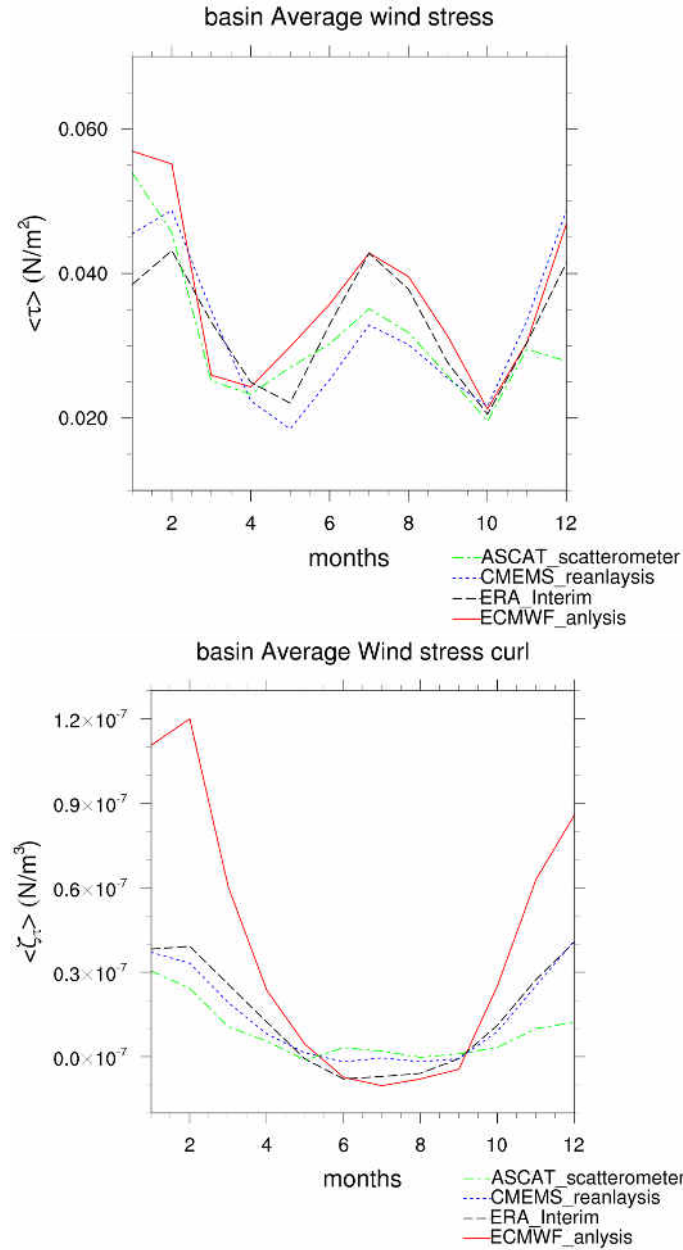 basin Average wind stress
0.060
0.040
0.020
<τ> (N/m²)
2 4 6 8 10 12
months
ASCAT_scatterometer
CMEMS_reanlaysis
ERA_Interim
ECMWF_anlysis
basin Average Wind stress curl
1.2×10⁻⁷
0.9×10⁻⁷
0.6×10⁻⁷
0.3×10⁻⁷
0.0×10⁻⁷
<ζτ> (N/m³)
2 4 6 8 10 12
months
ASCAT_scatterometer
CMEMS_reanlaysis
ERA_Interim
ECMWF_anlysis